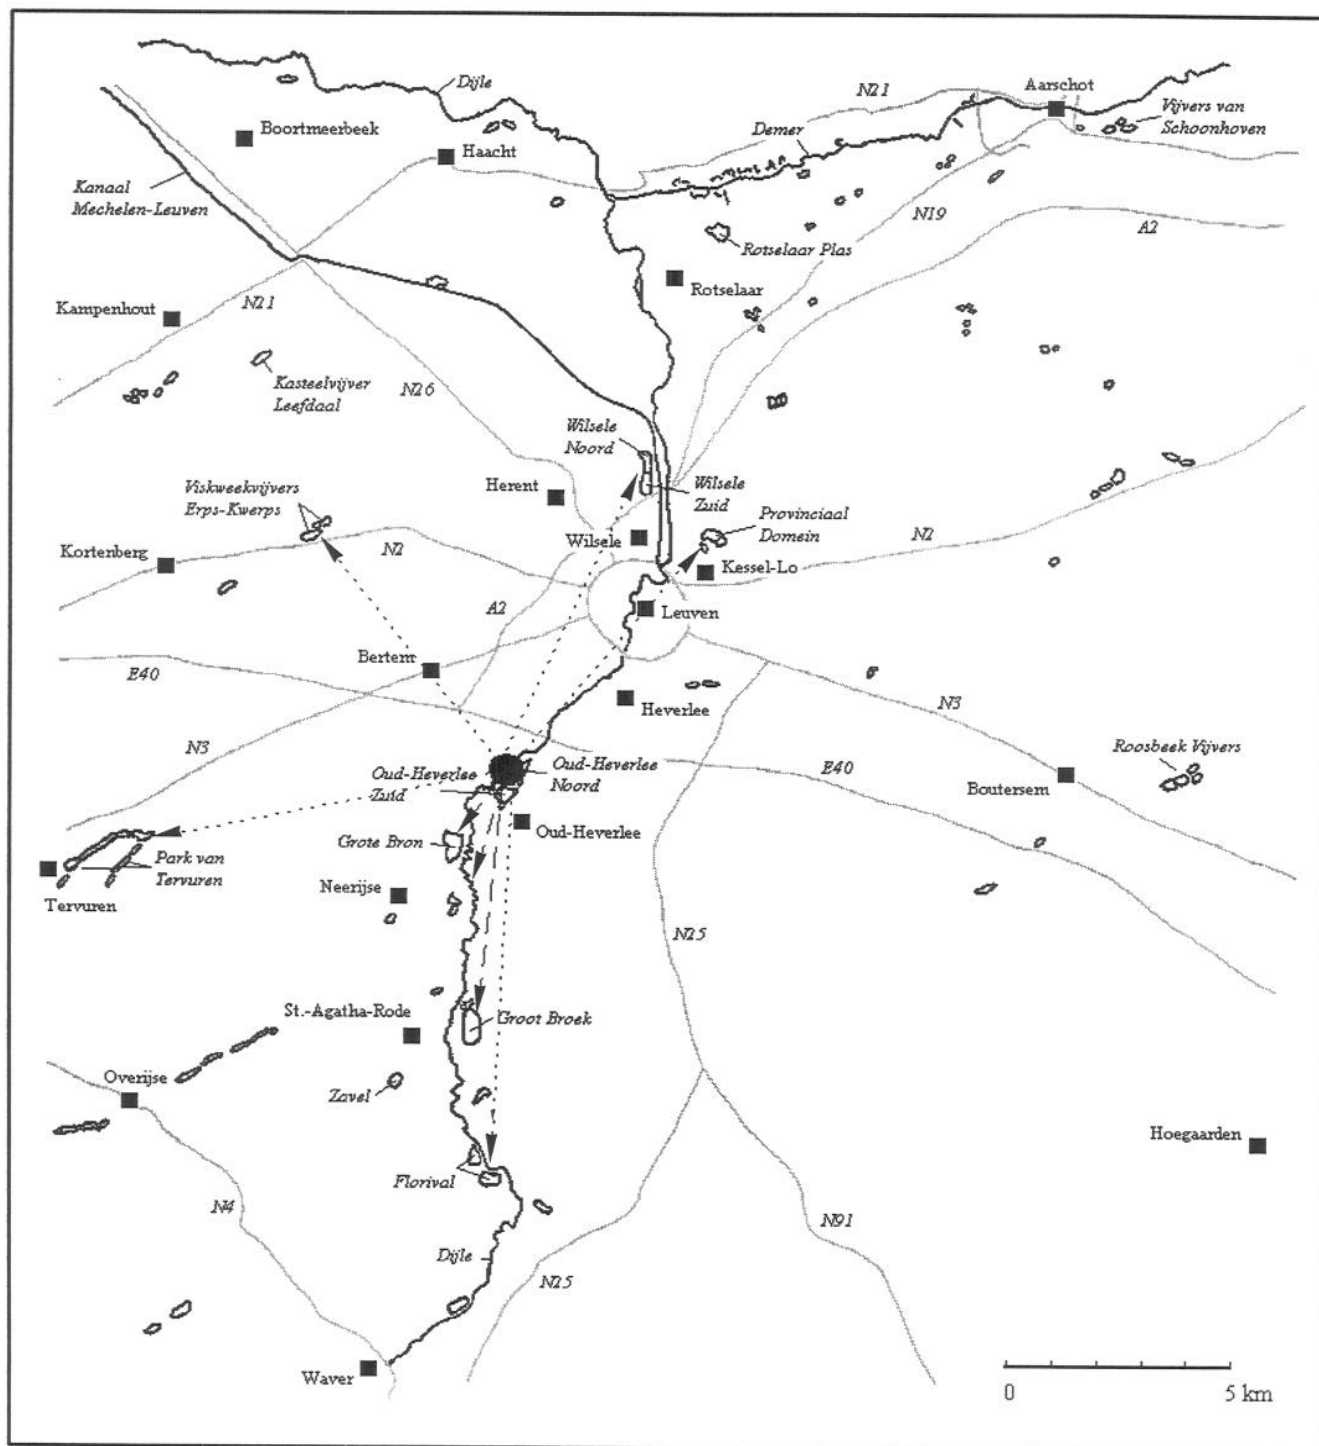 Dijle
N21
Aarschot
Vijvers van
Schoonhoven
Boortmeerbeek
Demer
Haacht
Kanaal
Mechelen-Leuven
N19
A2
Rotselaar Plas
Rotselaar
Kampenhout
N21
Kasteelvijver
Leefdaal
N26
Wilsele
Noord
Herent
Wilsele
Zuid
Viskweekvijvers
Erps-Kwerps
Provinciaal
Domein
Kortenberg
N2
Wilsele
N2
Kessel-Lo
A2
Leuven
Bertem
E40
Heverlee
N3
N3
Roosbeek Vijvers
Oud-Heverlee
Zuid
Oud-Heverlee
Noord
E40
Boutersem
Grote Bron
Oud-Heverlee
Park van
Tervuren
Tervuren
Neerijse
N25
St.-Agatha-Rode
Groot Broek
Overijse
Zavel
Hoegaarden
Florival
N4
N91
Dijle
N25
Waver
0
5 km